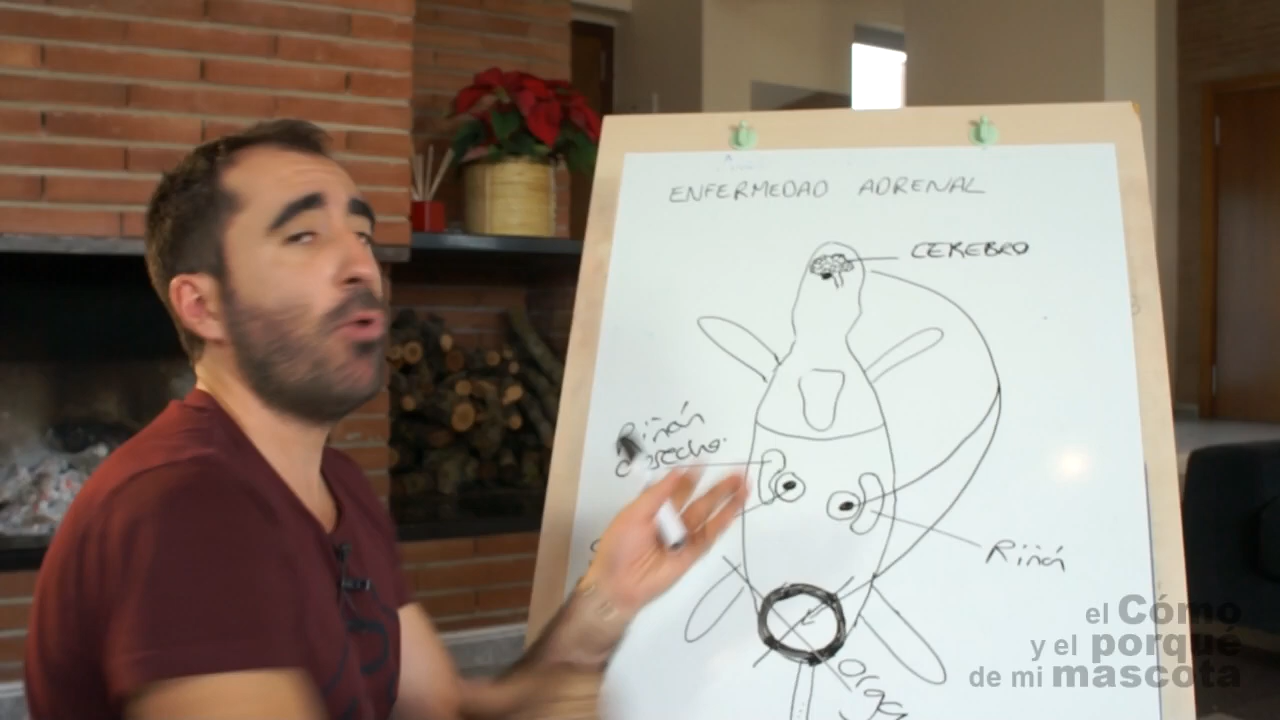 ENFERMEDAD ADRENAL
CEREBRO
Riñón
derecho.
Riñón
el Cómo
y el porqué
de mi mascota